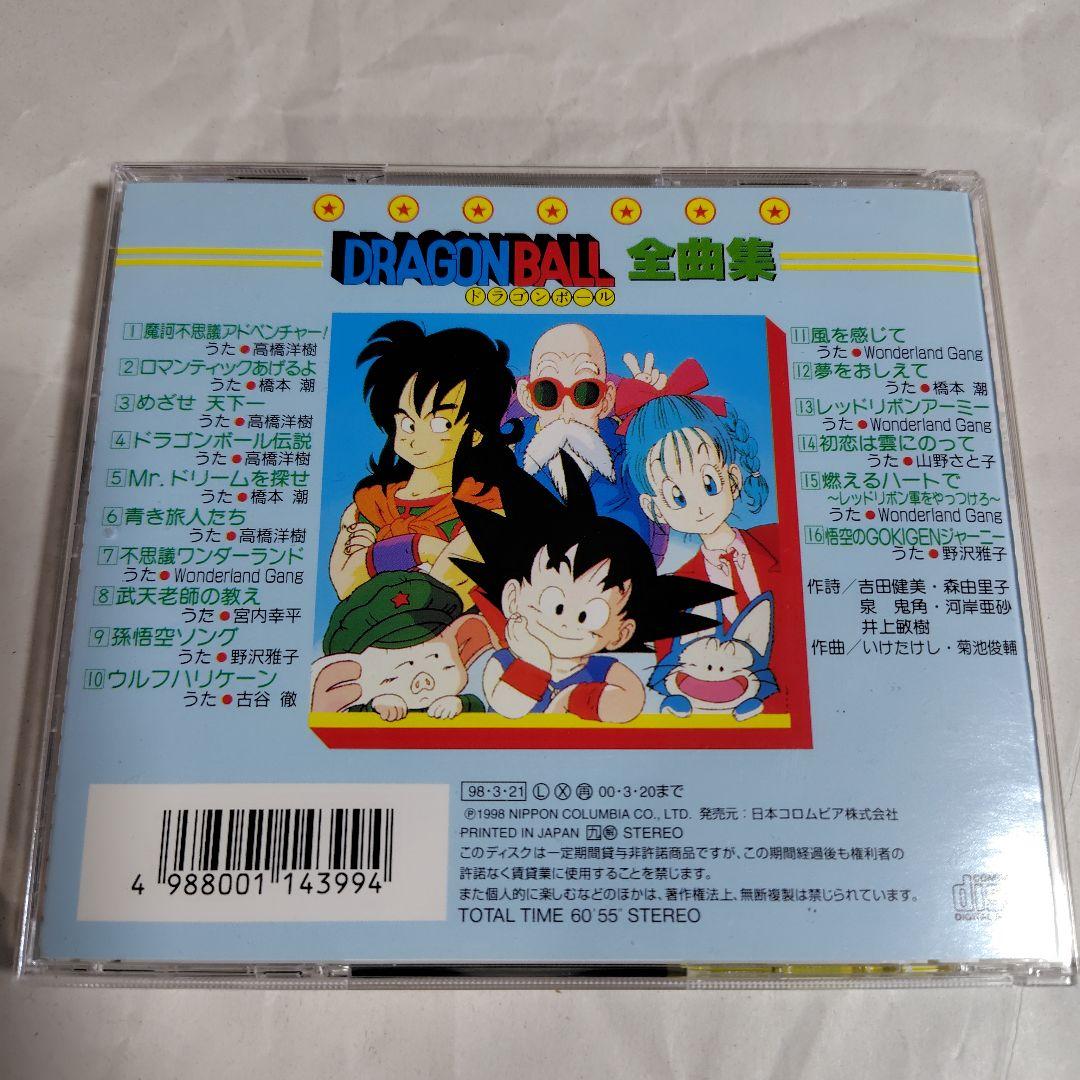 DRAGON BALL 全曲集
ドラゴンボール
1 魔訶不思議アドベンチャー!
うた●高橋洋樹
2 ロマンティックあげるよ
うた●橋本 潮
3 めざせ 天下一
うた●高橋洋樹
4 ドラゴンボール伝説
うた●高橋洋樹
5 Mr.ドリームを探せ
うた●橋本 潮
6 青き旅人たち
うた●高橋洋樹
7 不思議ワンダーランド
うた●Wonderland Gang
8 武天老師の教え
うた●宮内幸平
9 孫悟空ソング
うた●野沢雅子
10 ウルフハリケーン
うた●古谷 徹
11 風を感じて
うた●Wonderland Gang
12 夢をおしえて
うた●橋本 潮
13 レッドリボンアーミー
うた●Wonderland Gang
14 初恋は雲にのって
うた●山野さと子
15 燃えるハートで
〜レッドリボン軍をやっつけろ〜
うた●Wonderland Gang
16 悟空のGOKIGENジャーニー
うた●野沢雅子
作詩/吉田健美・森由里子
泉 鬼角・河岸亜砂
井上敏樹
作曲/いけたけし・菊池俊輔
98・3・21 Ⓛ Ⓧ ㊢ 00・3・20まで
Ⓟ1998 NIPPON COLUMBIA CO., LTD. 発売元:日本コロムビア株式会社
PRINTED IN JAPAN 九 STEREO
このディスクは一定期間貸与非許諾商品ですが、この期間経過後も権利者の
許諾なく賃貸業に使用することを禁じます。
また個人的に楽しむなどのほかは、著作権法上、無断複製は禁じられています。
TOTAL TIME 60'55" STEREO
4 988001 143994